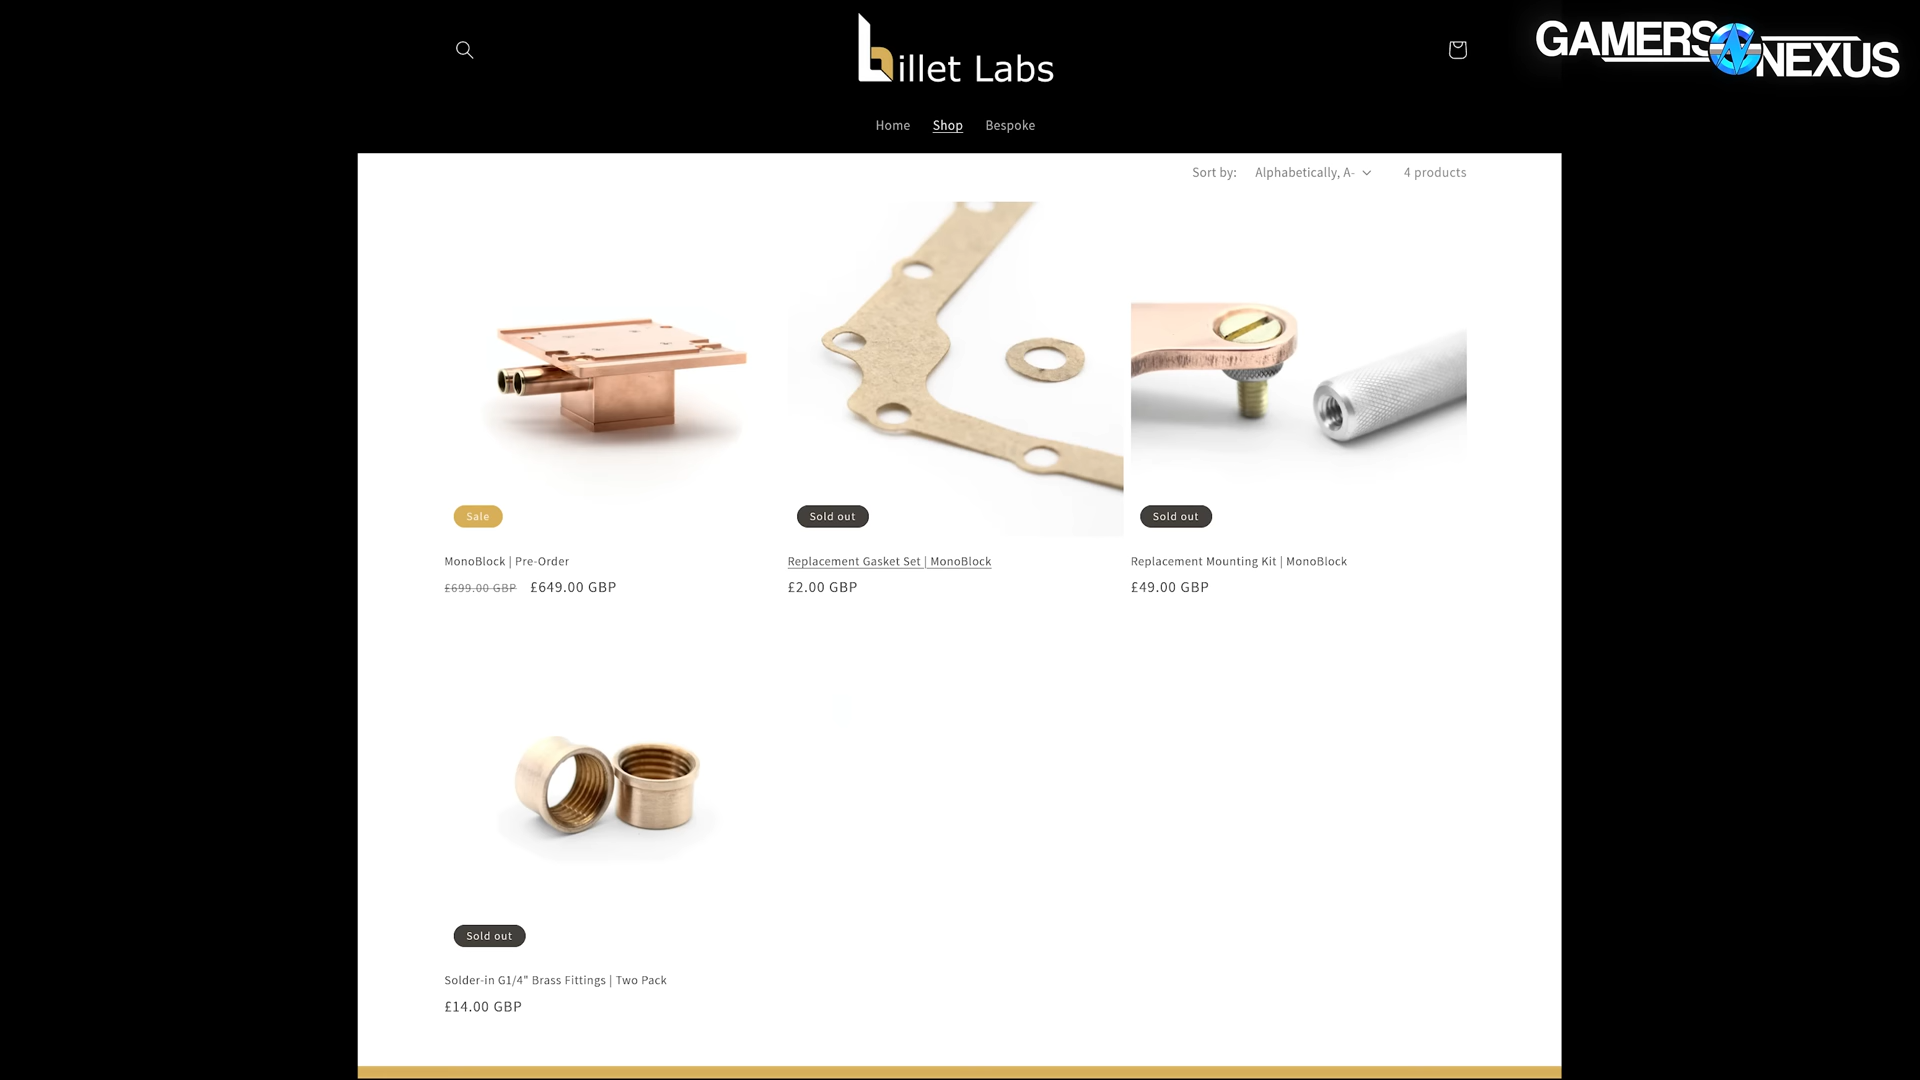 billet Labs
GAMERS NEXUS
Home Shop Bespoke
Sort by: Alphabetically, A- 4 products
Sale
MonoBlock | Pre-Order
£699.00 GBP £649.00 GBP
Sold out
Replacement Gasket Set | MonoBlock
£2.00 GBP
Sold out
Replacement Mounting Kit | MonoBlock
£49.00 GBP
Sold out
Solder-in G1/4" Brass Fittings | Two Pack
£14.00 GBP